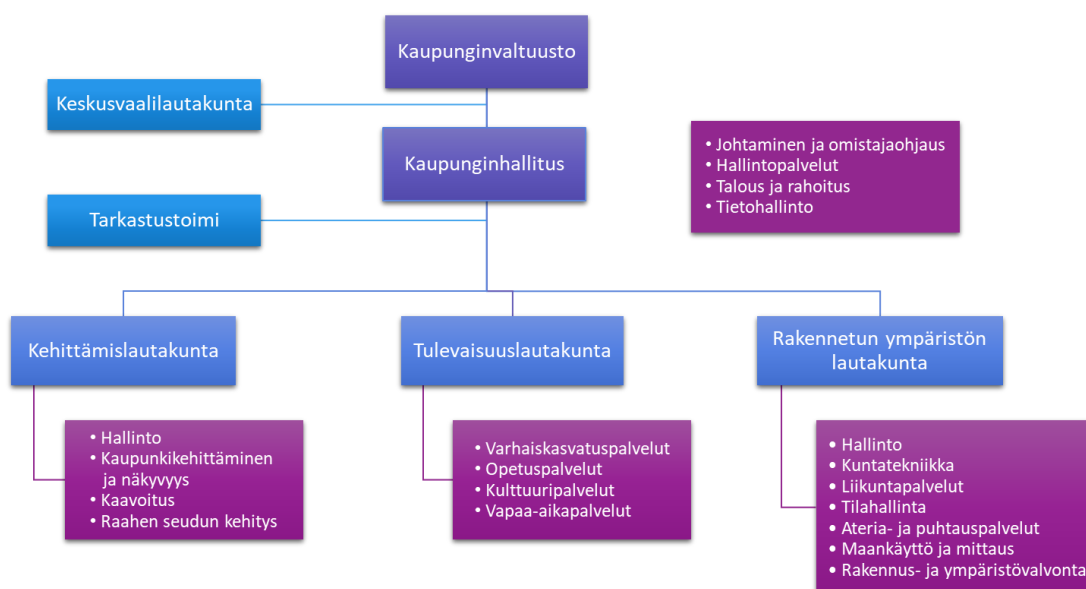 Kaupunginvaltuusto
Keskusvaalilautakunta
Kaupunginhallitus
• Johtaminen ja omistajaohjaus
• Hallintopalvelut
• Talous ja rahoitus
• Tietohallinto
Tarkastustoimi
Kehittämislautakunta
• Hallinto
• Kaupunkikehittäminen
ja näkyvyys
• Kaavoitus
• Raahen seudun kehitys
Tulevaisuuslautakunta
• Varhaiskasvatuspalvelut
• Opetuspalvelut
• Kulttuuripalvelut
• Vapaa-aikapalvelut
Rakennetun ympäristön
lautakunta
• Hallinto
• Kuntatekniikka
• Liikuntapalvelut
• Tilahallinta
• Ateria- ja puhtauspalvelut
• Maankäyttö ja mittaus
• Rakennus- ja ympäristövalvonta